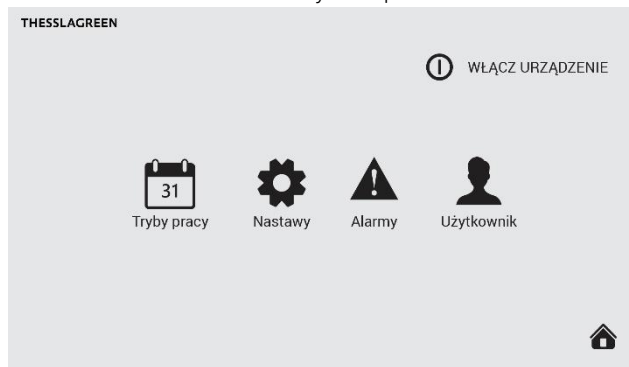 THESSLAGREEN
WŁĄCZ URZĄDZENIE
31
Tryby pracy Nastawy Alarmy Użytkownik